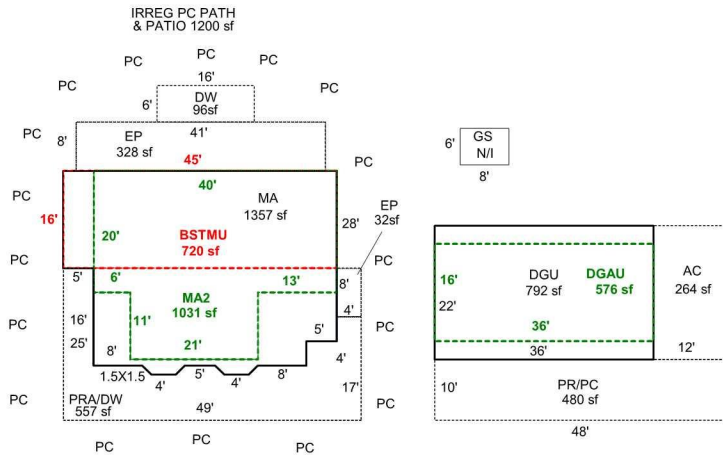 IRREG PC PATH
& PATIO 1200 sf
PC
PC
PC
PC
PC
16'
PC
PC
6'
DW
96sf
PC
8'
EP
328 sf
41'
6'
GS
N/I
8'
45'
PC
40'
PC
MA
1357 sf
EP
32sf
16'
20'
BSTMU
720 sf
28'
PC
5'
6'
13'
8'
PC
MA2
1031 sf
4'
16'
25'
11'
5'
PC
PC
21'
8'
4'
1.5X1.5
4'
5'
4'
8'
17'
PRA/DW
557 sf
49'
PC
PC
PC
PC
PC
16'
22'
DGU
792 sf
DGAU
576 sf
AC
264 sf
36'
36'
12'
10'
PR/PC
480 sf
48'